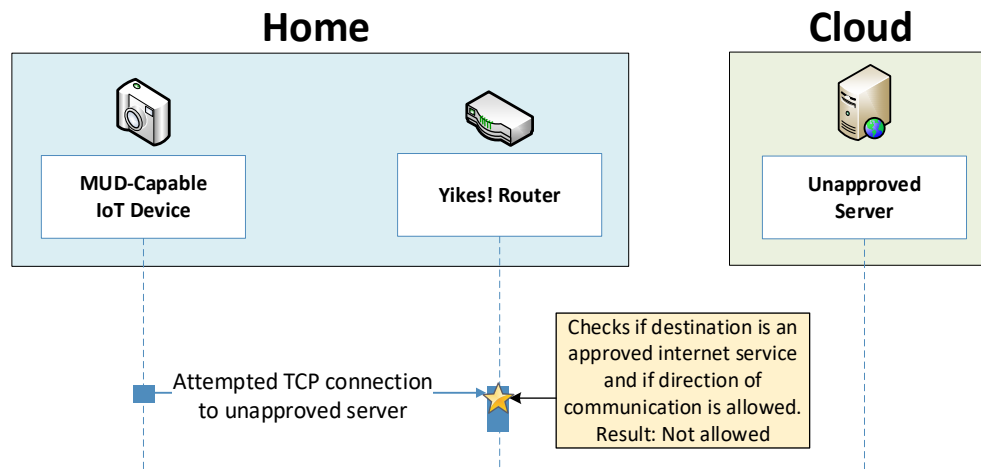 Home
Cloud
MUD-Capable
IoT Device
Yikes! Router
Unapproved
Server
Attempted TCP connection
to unapproved server
Checks if destination is an
approved internet service
and if direction of
communication is allowed.
Result: Not allowed